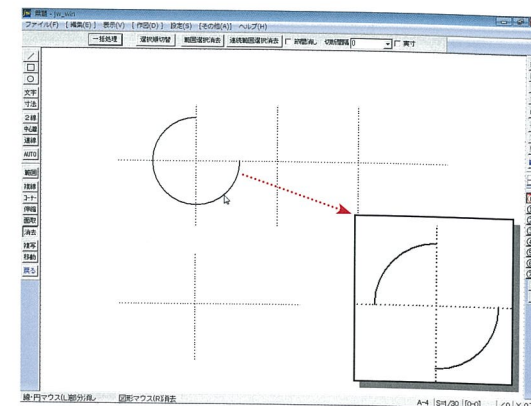 無題 - jw_win
ファイル(F) [編集(E)] 表示(V) [作図(D)] 設定(S) [その他(A)] ヘルプ(H)
一括処理 選択順切替 範囲選択消去 連続範囲選択消去 節間消し 切断間隔 0 実寸
文字
寸法
2線
中心線
連線
AUTO
範囲
複線
コーナー
伸縮
面取
消去
複写
移動
戻る
線・円マウス(L)部分消し 図形マウス(R)消去
A-4 S=1/30 [0-0]